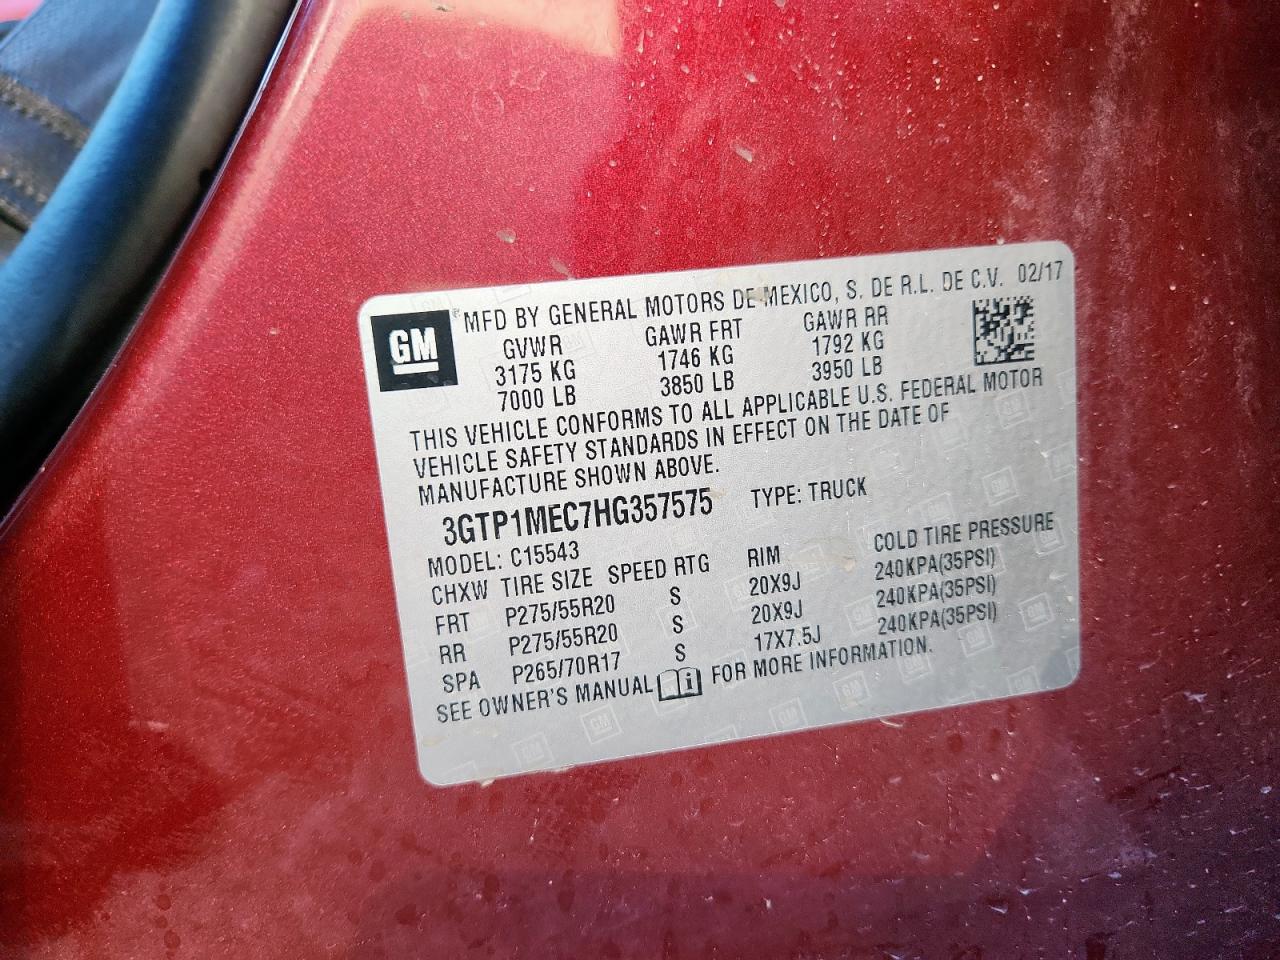 GM
® MFD BY GENERAL MOTORS DE MEXICO, S. DE R.L. DE C.V. 02/17
GVWR GAWR FRT GAWR RR
3175 KG 1746 KG 1792 KG
7000 LB 3850 LB 3950 LB
THIS VEHICLE CONFORMS TO ALL APPLICABLE U.S. FEDERAL MOTOR
VEHICLE SAFETY STANDARDS IN EFFECT ON THE DATE OF
MANUFACTURE SHOWN ABOVE.
3GTP1MEC7HG357575 TYPE: TRUCK
MODEL: C15543
CHXW TIRE SIZE SPEED RTG RIM COLD TIRE PRESSURE
FRT P275/55R20 S 20X9J 240KPA(35PSI)
RR P275/55R20 S 20X9J 240KPA(35PSI)
SPA P265/70R17 S 17X7.5J 240KPA(35PSI)
SEE OWNER'S MANUAL i FOR MORE INFORMATION.